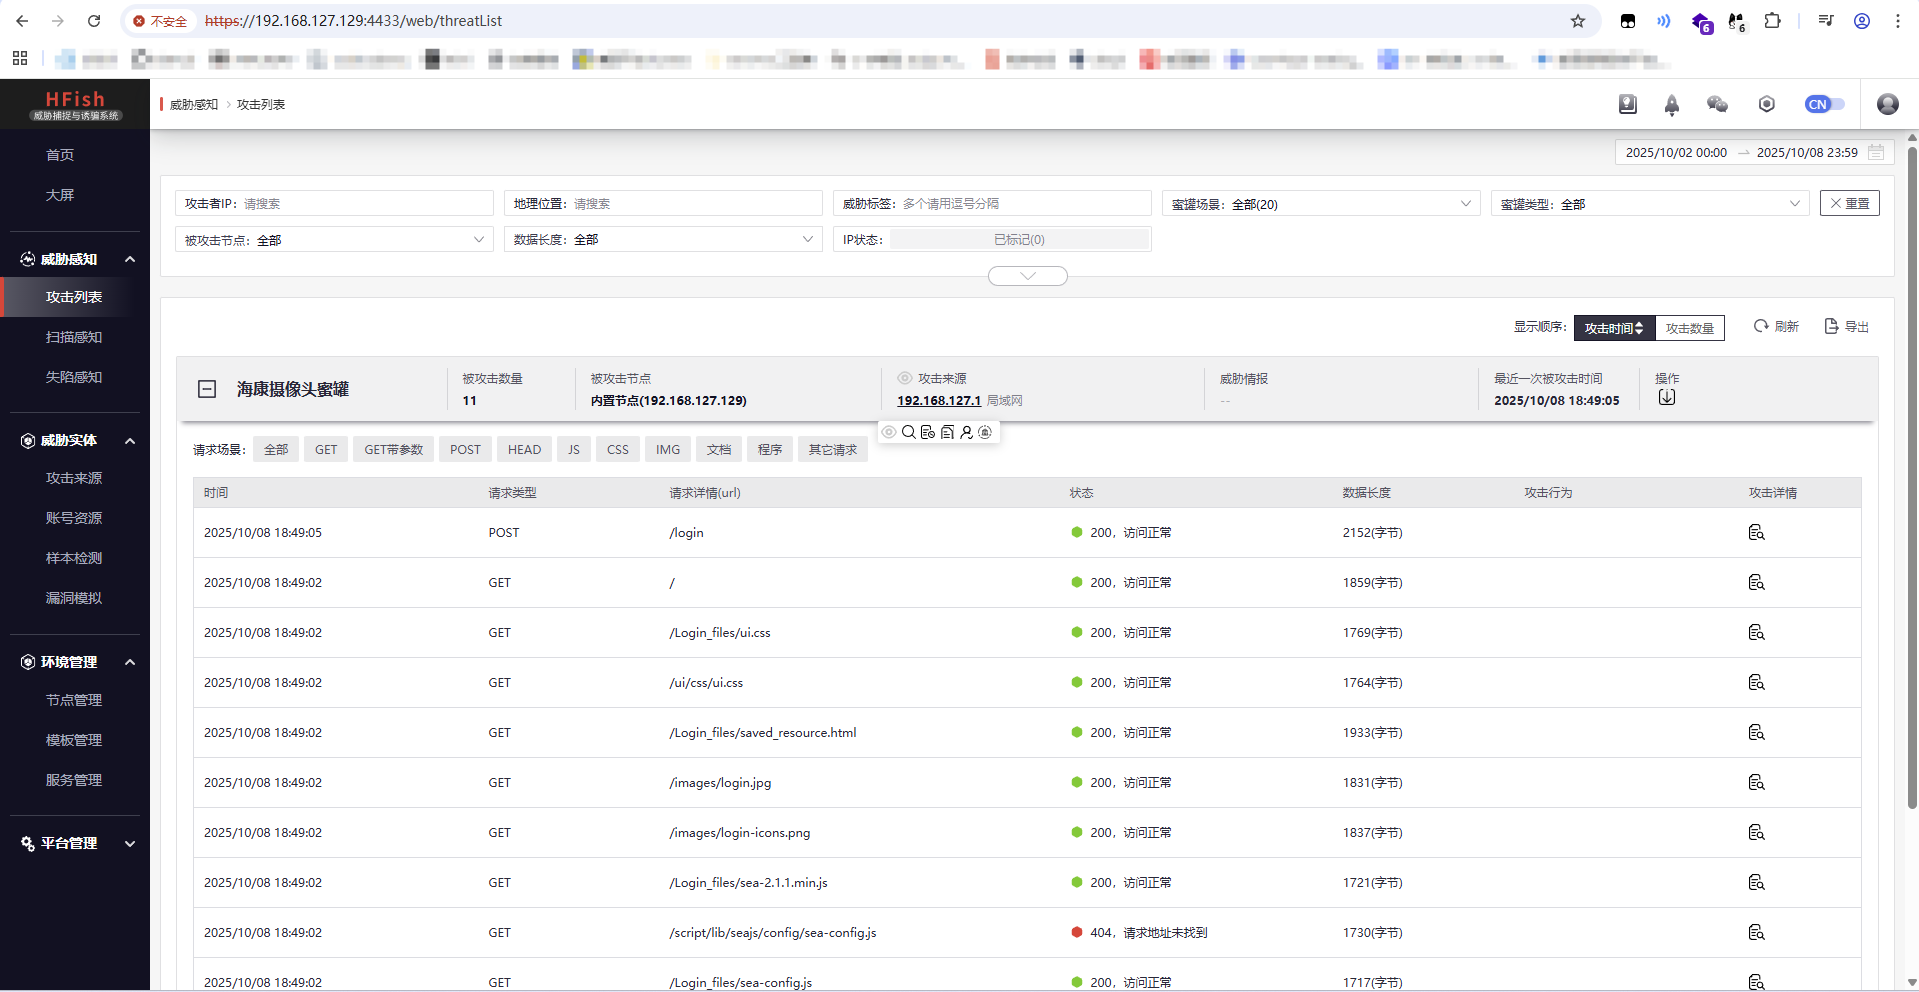 不安全 https://192.168.127.129:4433/web/threatList
6 6
HFish
威胁捕捉与诱骗系统
威胁感知 > 攻击列表
CN
首页
大屏
威胁感知
攻击列表
扫描感知
失陷感知
威胁实体
攻击来源
账号资源
样本检测
漏洞模拟
环境管理
节点管理
模板管理
服务管理
平台管理
2025/10/02 00:00 → 2025/10/08 23:59
攻击者IP: 请搜索 地理位置: 请搜索 威胁标签: 多个请用逗号分隔 蜜罐场景: 全部(20) 蜜罐类型: 全部 重置
被攻击节点: 全部 数据长度: 全部 IP状态: 已标记(0)
显示顺序: 攻击时间 攻击数量 刷新 导出
海康摄像头蜜罐
被攻击数量 被攻击节点 攻击来源 威胁情报 最近一次被攻击时间 操作
11 内置节点(192.168.127.129) 192.168.127.1 局域网 -- 2025/10/08 18:49:05
请求场景: 全部 GET GET带参数 POST HEAD JS CSS IMG 文档 程序 其它请求
时间 请求类型 请求详情(url) 状态 数据长度 攻击行为 攻击详情
2025/10/08 18:49:05 POST /login 200，访问正常 2152(字节)
2025/10/08 18:49:02 GET / 200，访问正常 1859(字节)
2025/10/08 18:49:02 GET /Login_files/ui.css 200，访问正常 1769(字节)
2025/10/08 18:49:02 GET /ui/css/ui.css 200，访问正常 1764(字节)
2025/10/08 18:49:02 GET /Login_files/saved_resource.html 200，访问正常 1933(字节)
2025/10/08 18:49:02 GET /images/login.jpg 200，访问正常 1831(字节)
2025/10/08 18:49:02 GET /images/login-icons.png 200，访问正常 1837(字节)
2025/10/08 18:49:02 GET /Login_files/sea-2.1.1.min.js 200，访问正常 1721(字节)
2025/10/08 18:49:02 GET /script/lib/seajs/config/sea-config.js 404，请求地址未找到 1730(字节)
2025/10/08 18:49:02 GET /Login_files/sea-config.js 200，访问正常 1717(字节)